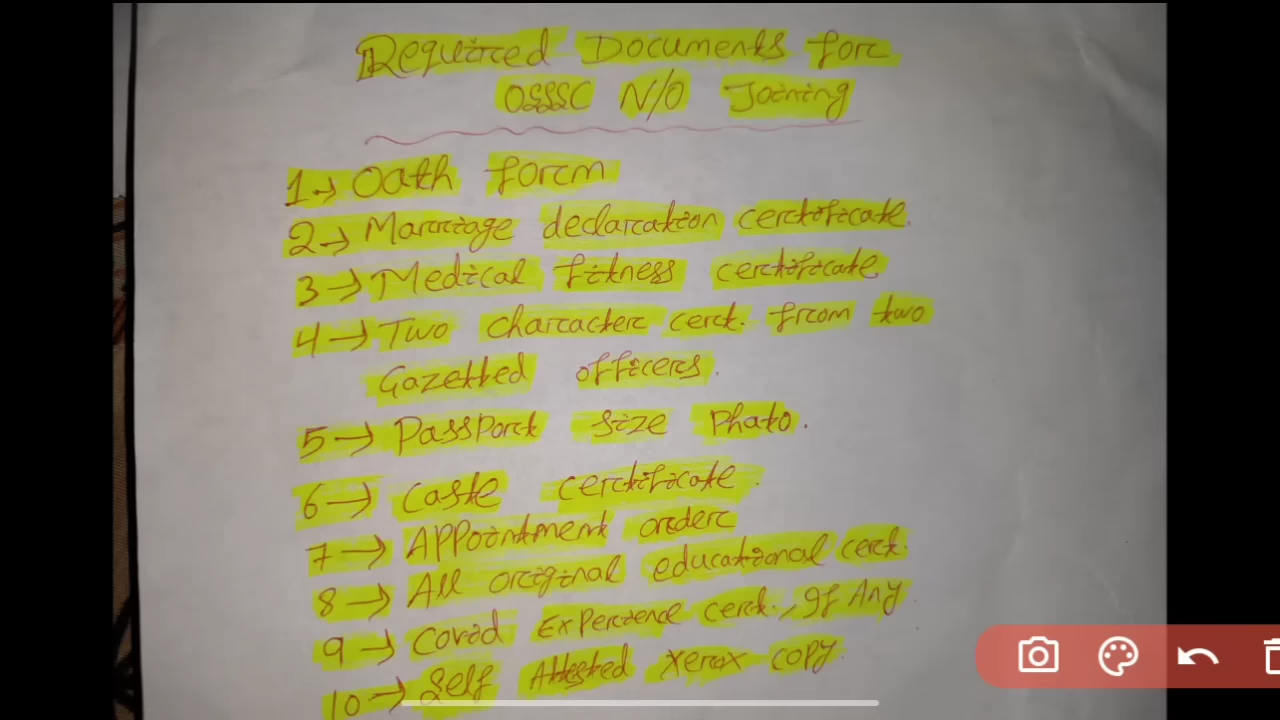 Required Documents for
OSSSC N/O Joining
1→ Oath form
2→ Marriage declaration certificate.
3→ Medical fitness certificate.
4→ Two character cert. from two
Gazetted officers.
5→ Passport size Photo.
6→ Caste certificate.
7→ Appointment order
8→ All original educational cert.
9→ Covid Experience cert., If Any.
10→ Self Attested Xerox copy.